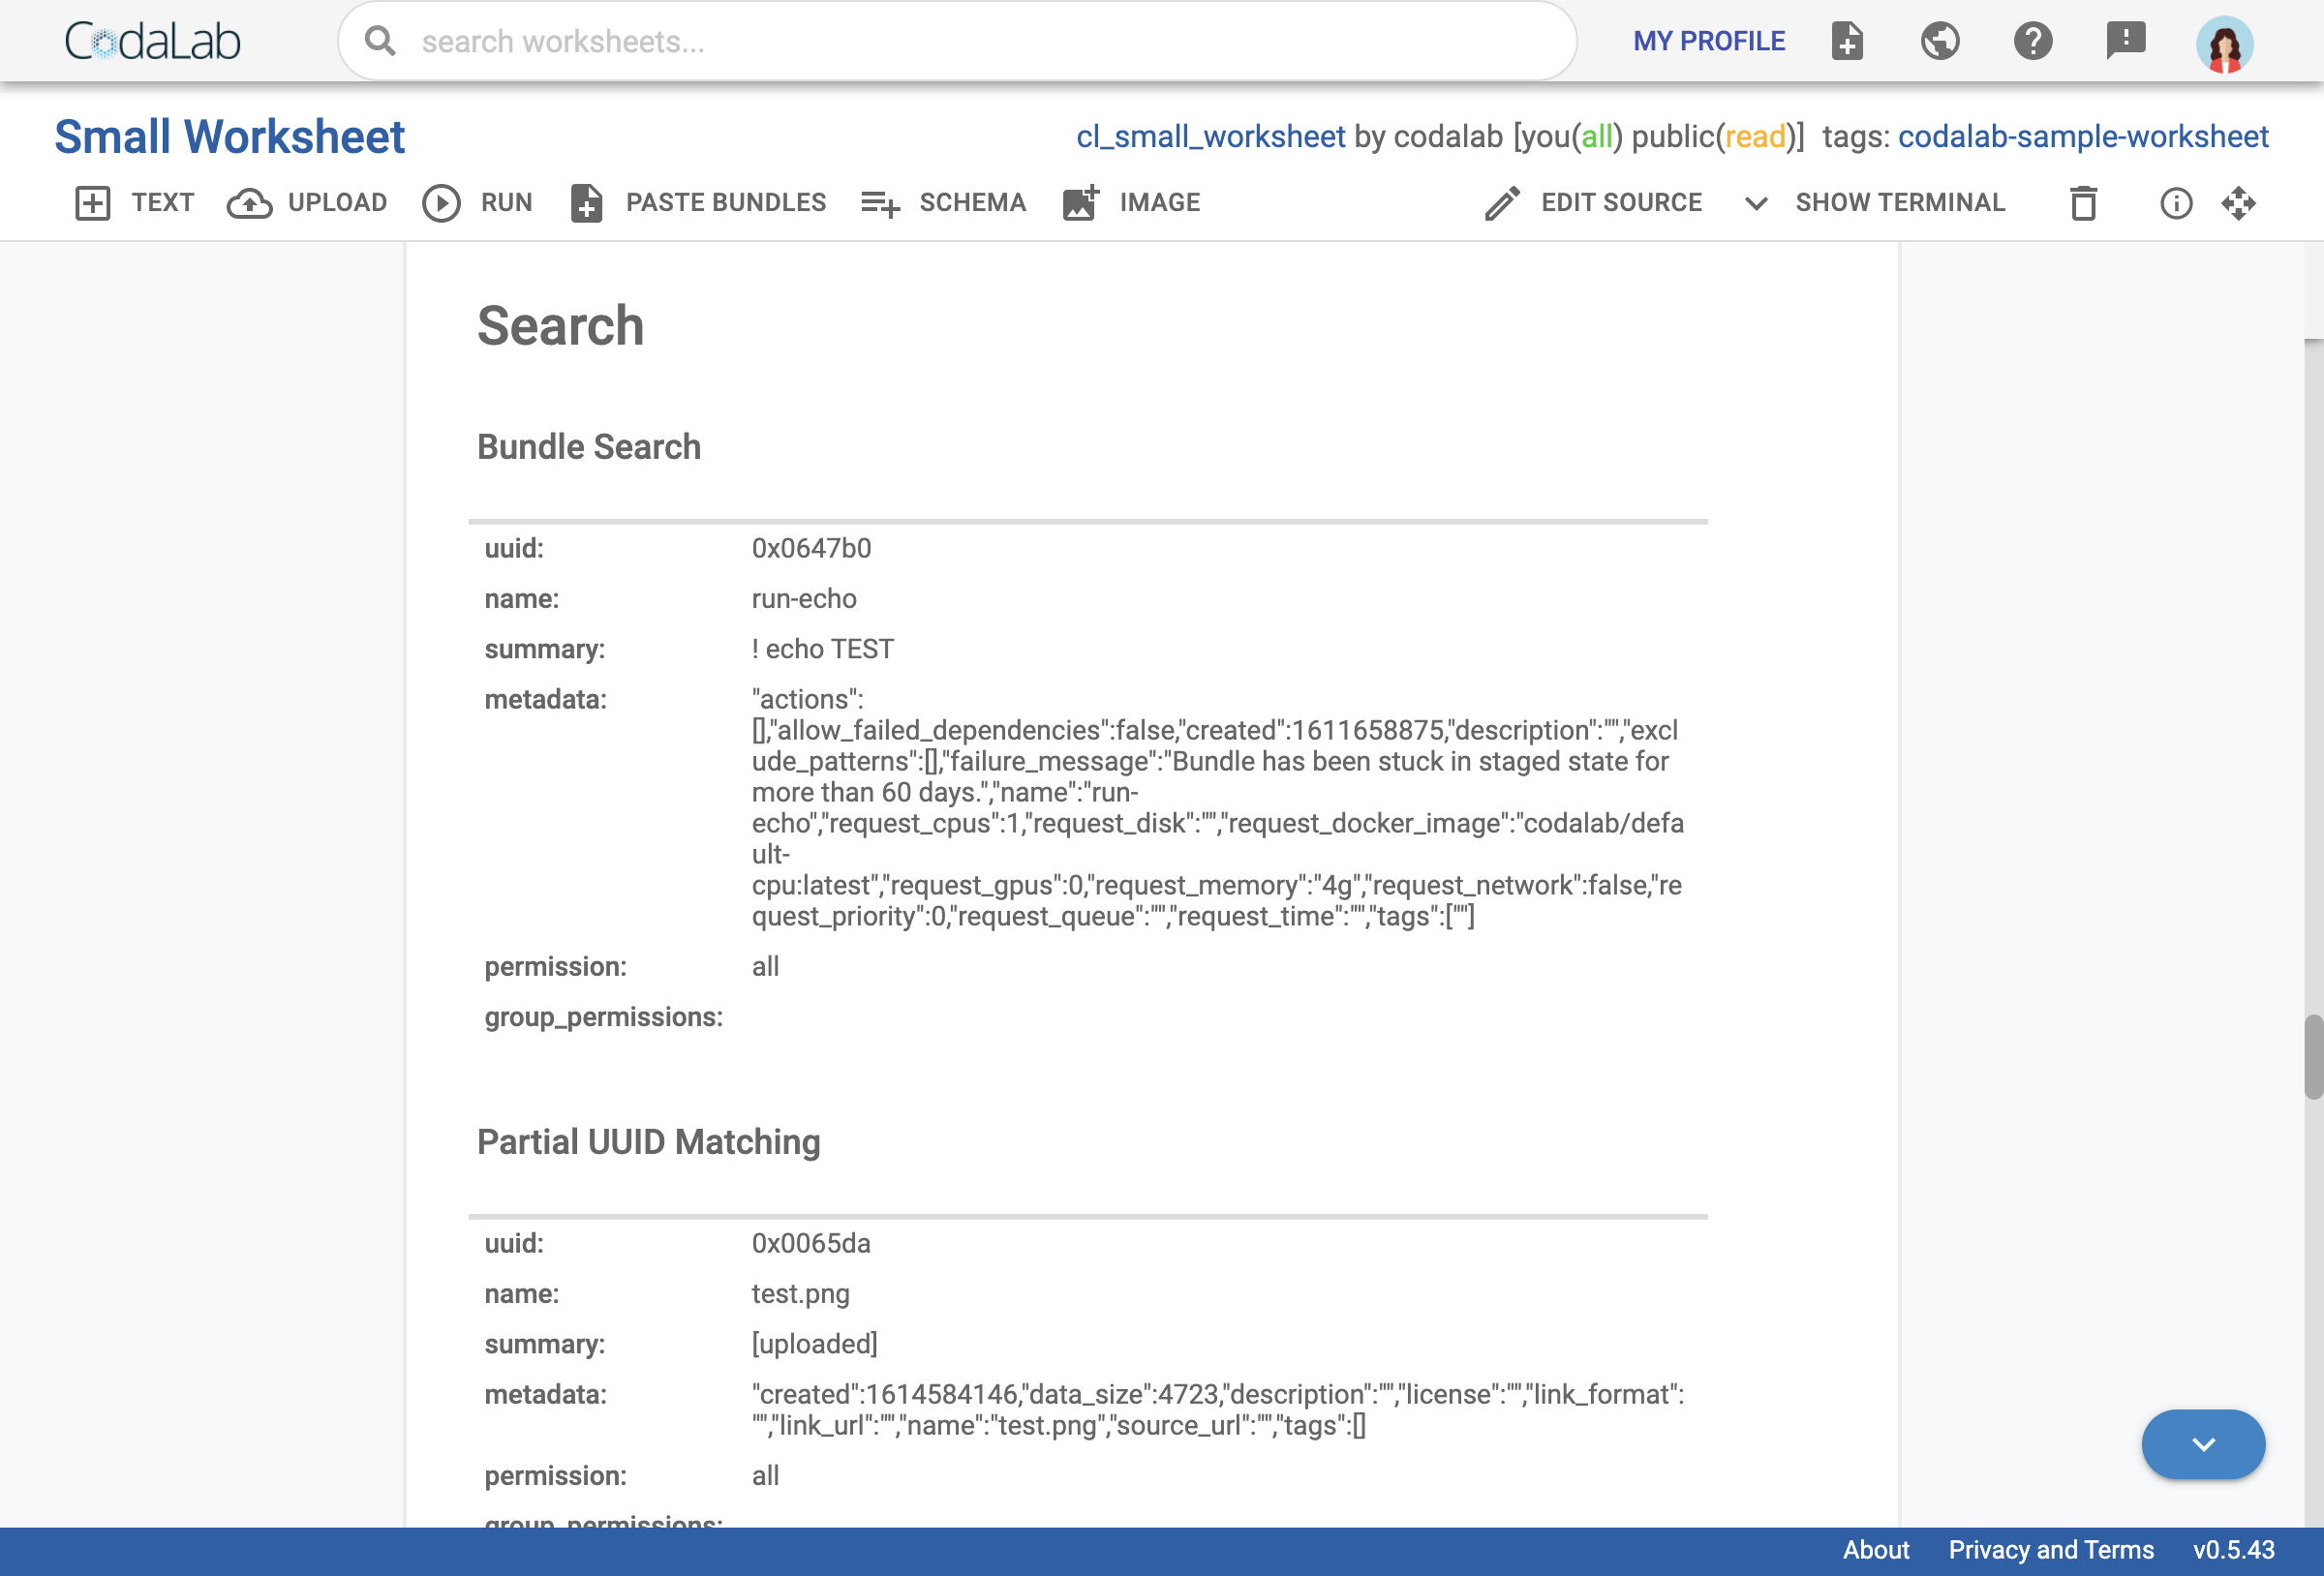 CodaLab
search worksheets...
MY PROFILE
Small Worksheet
cl_small_worksheet by codalab [you(all) public(read)] tags: codalab-sample-worksheet
TEXT UPLOAD RUN PASTE BUNDLES SCHEMA IMAGE EDIT SOURCE SHOW TERMINAL
Search
Bundle Search
uuid: 0x0647b0
name: run-echo
summary: ! echo TEST
metadata: "actions":
[],"allow_failed_dependencies":false,"created":1611658875,"description":"","excl
ude_patterns":[],"failure_message":"Bundle has been stuck in staged state for
more than 60 days.","name":"run-
echo","request_cpus":1,"request_disk":"","request_docker_image":"codalab/defa
ult-
cpu:latest","request_gpus":0,"request_memory":"4g","request_network":false,"re
quest_priority":0,"request_queue":"","request_time":"","tags":[""]
permission: all
group_permissions:
Partial UUID Matching
uuid: 0x0065da
name: test.png
summary: [uploaded]
metadata: "created":1614584146,"data_size":4723,"description":"","license":"","link_format":
"","link_url":"","name":"test.png","source_url":"","tags":[]
permission: all
group_permissions:
About Privacy and Terms v0.5.43